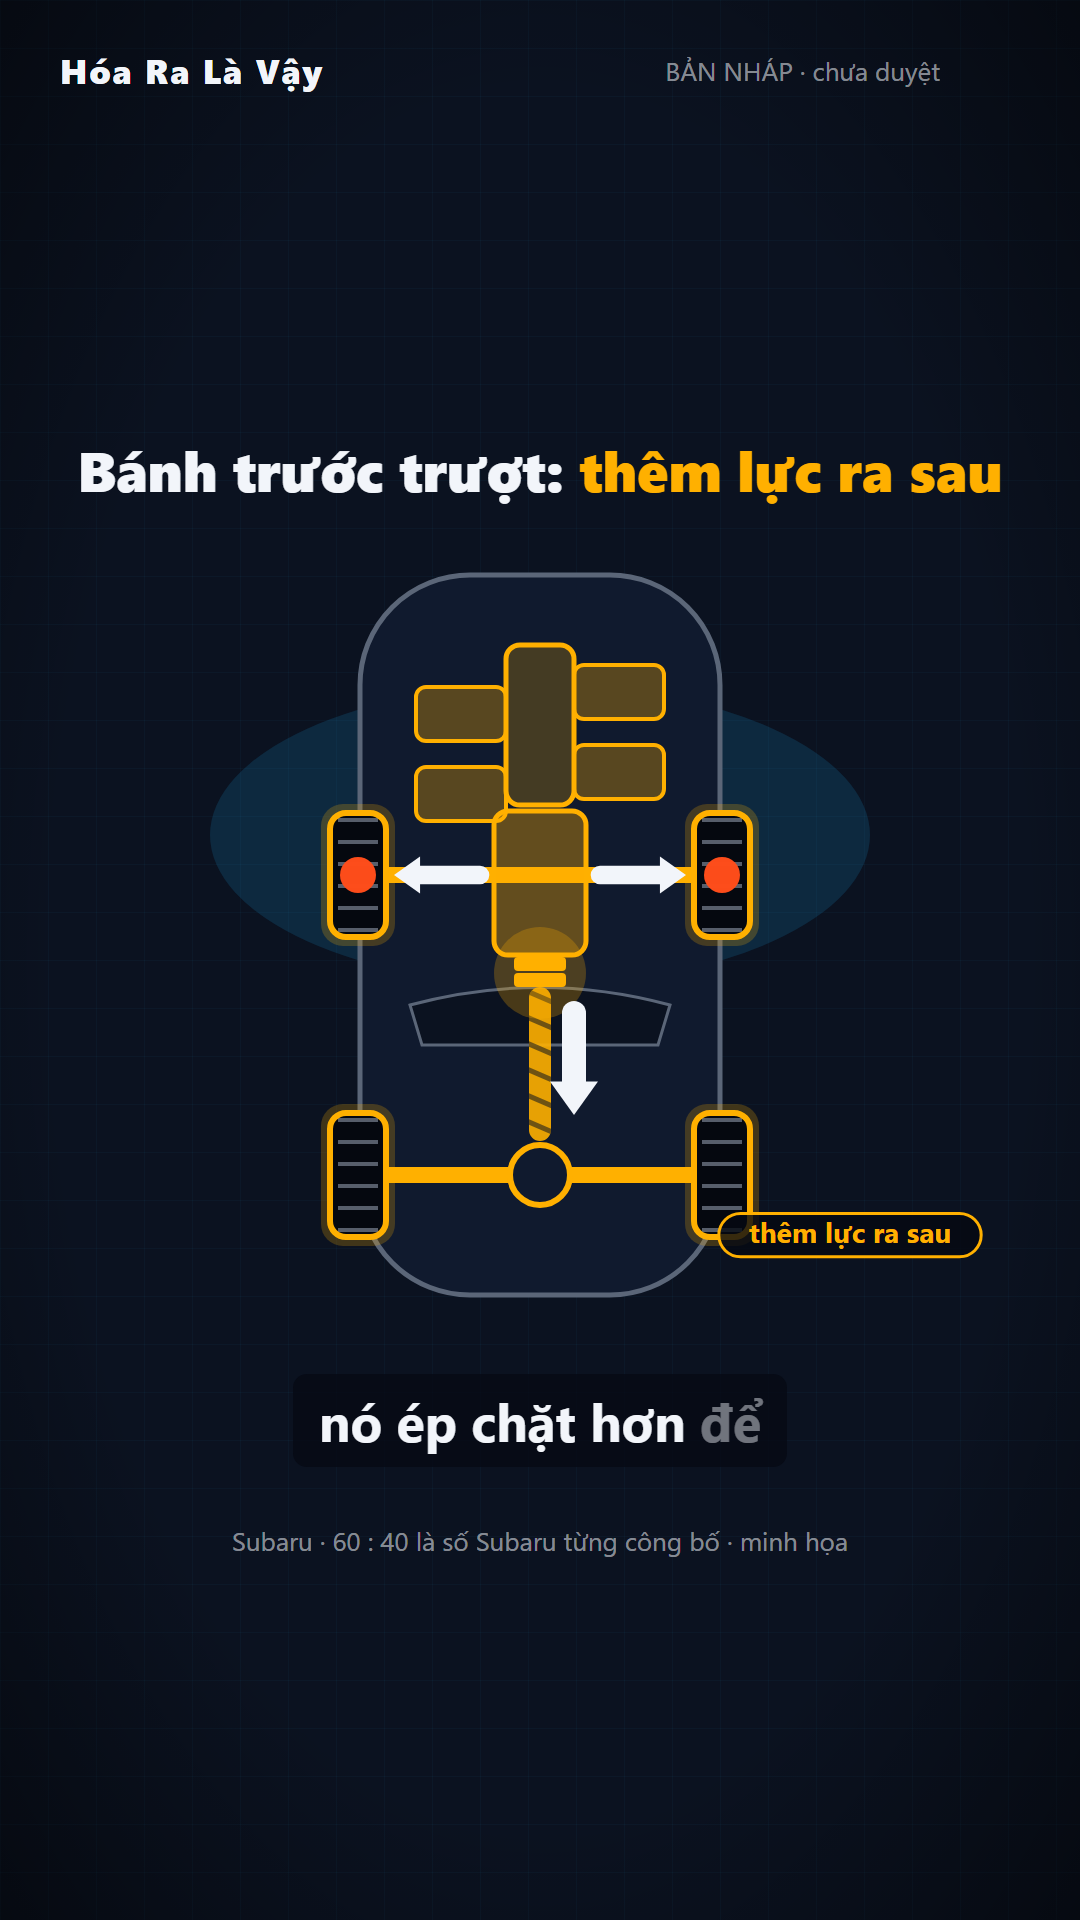 Hóa Ra Là Vậy
BẢN NHÁP · chưa duyệt
Bánh trước trượt: thêm lực ra sau
thêm lực ra sau
nó ép chặt hơn để
Subaru · 60 : 40 là số Subaru từng công bố · minh họa